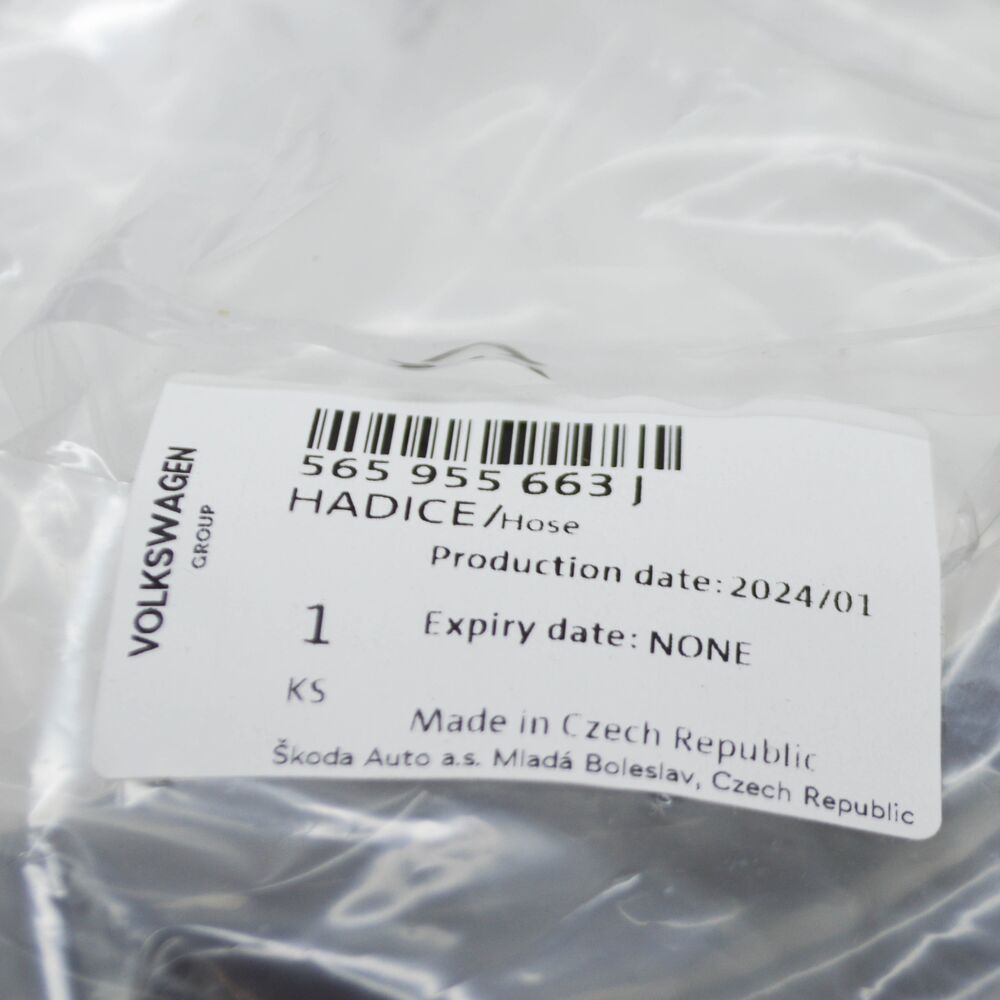 VOLKSWAGEN
GROUP
565 955 663 J
HADICE/Hose
Production date: 2024/01
1
Expiry date: NONE
KS
Made in Czech Republic
Škoda Auto a.s. Mladá Boleslav, Czech Republic